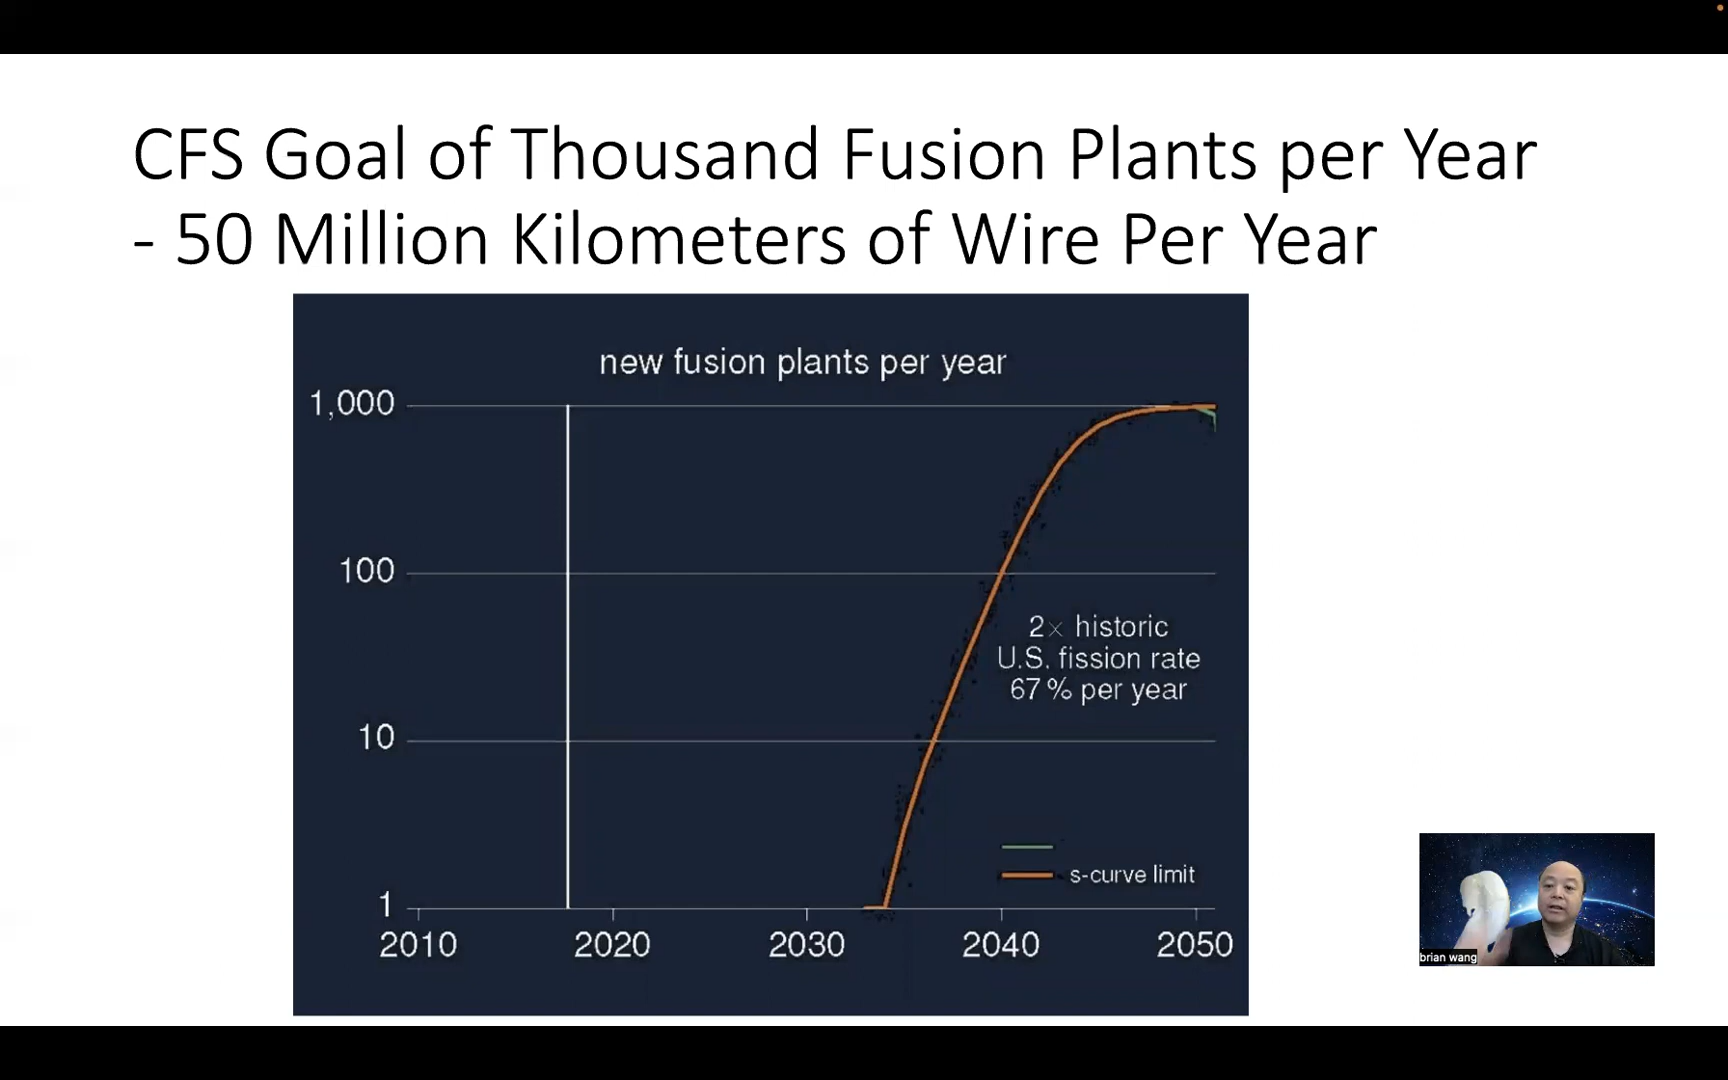 CFS Goal of Thousand Fusion Plants per Year
- 50 Million Kilometers of Wire Per Year
new fusion plants per year
1,000
100
10
1
2× historic
U.S. fission rate
67 % per year
s-curve limit
2010 2020 2030 2040 2050
brian wang